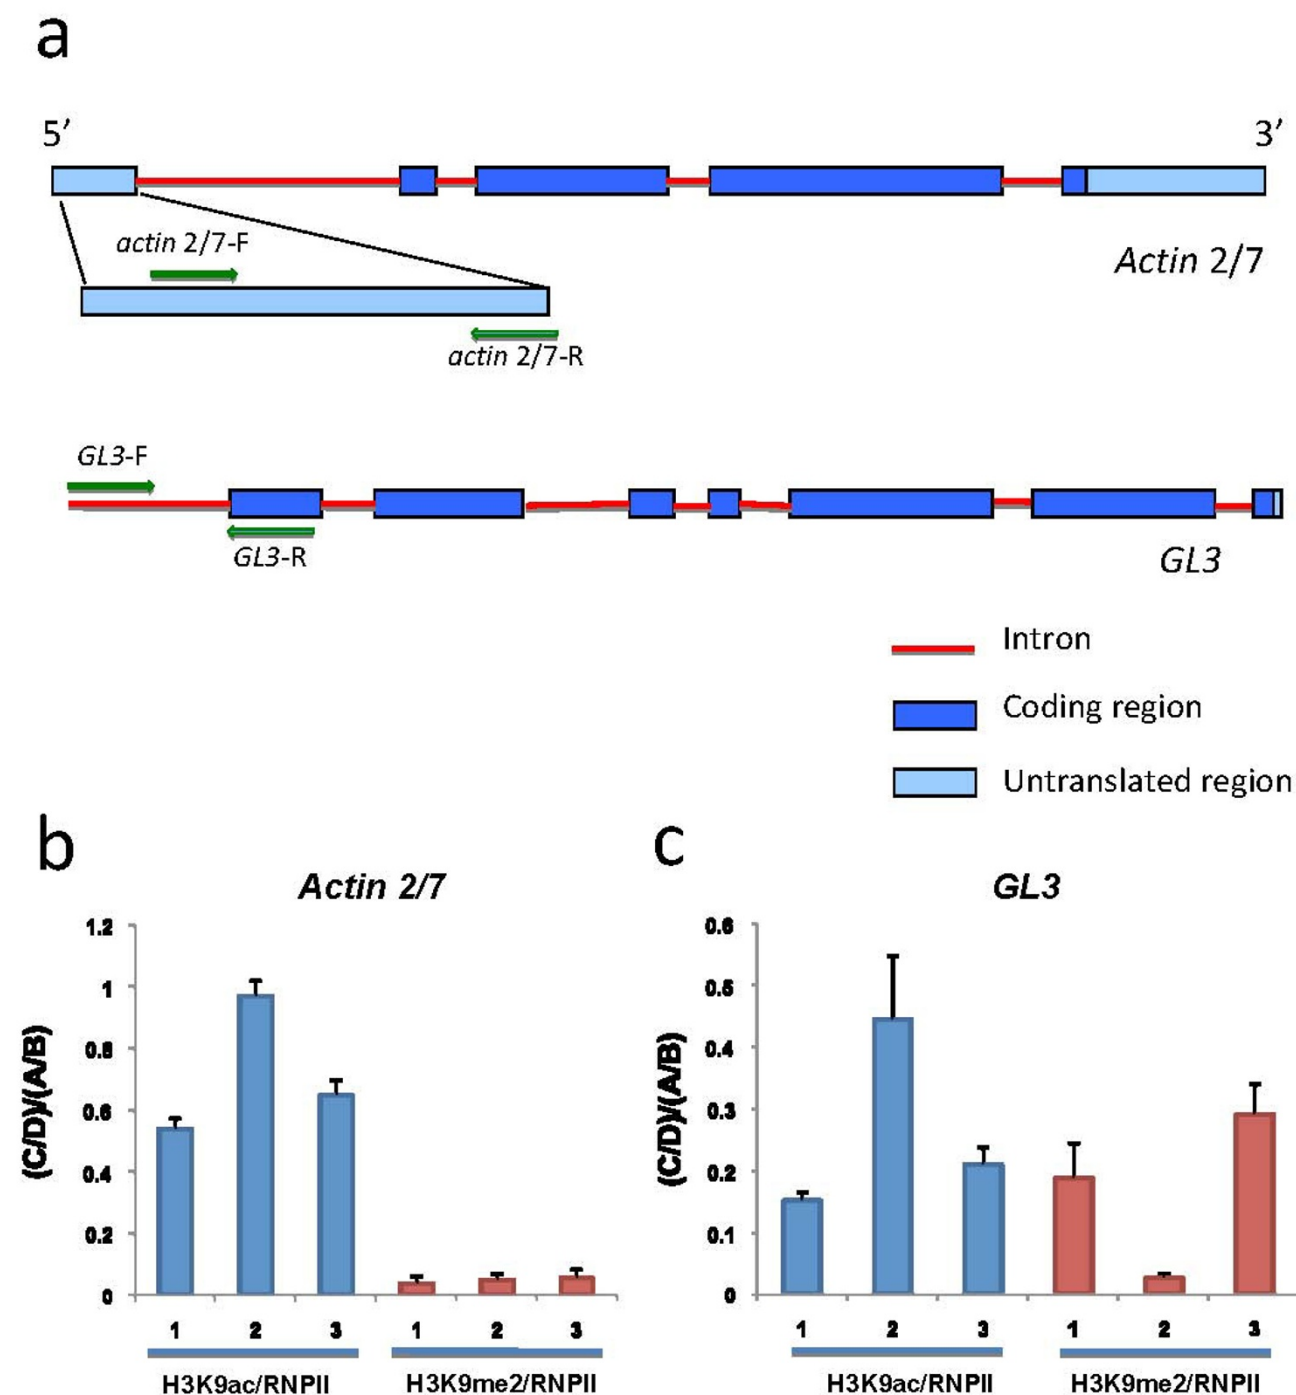 a
5′ 3′
actin 2/7-F
Actin 2/7
actin 2/7-R
GL3-F
GL3-R
GL3
Intron
Coding region
Untranslated region
b
Actin 2/7
(C/D)/(A/B)
1.2
1
0.8
0.6
0.4
0.2
0
1 2 3 1 2 3
H3K9ac/RNPII H3K9me2/RNPII
c
GL3
(C/D)/(A/B)
0.6
0.5
0.4
0.3
0.2
0.1
0
1 2 3 1 2 3
H3K9ac/RNPII H3K9me2/RNPII